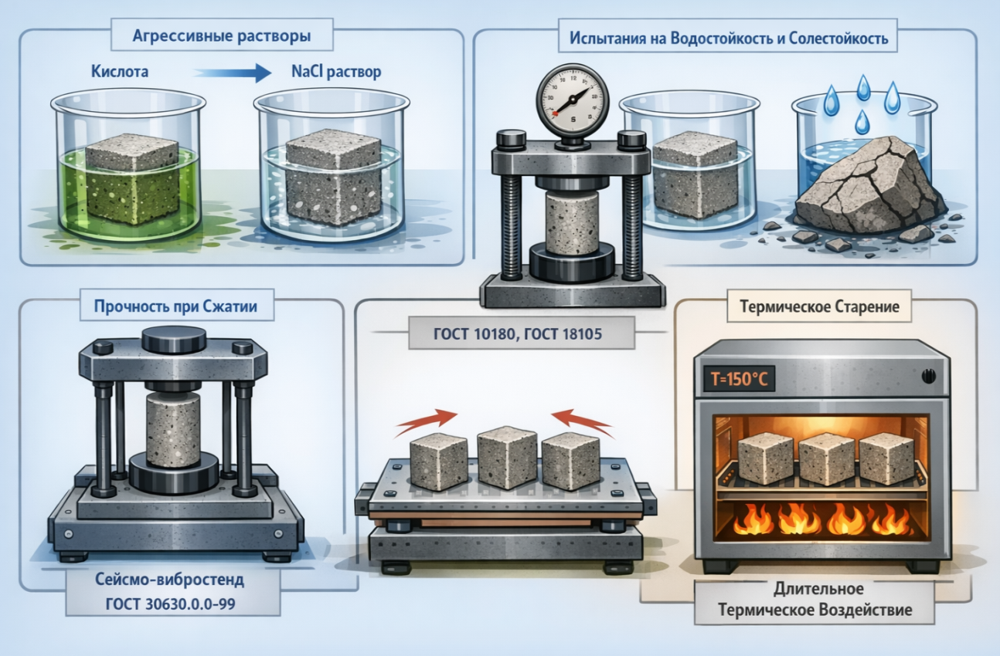 Агрессивные растворы
Кислота
NaCl раствор
Испытания на Водостойкость и Солестойкость
S
Прочность при Сжатии
ГОСТ 10180, ГОСТ 18105
Термическое Старение
T=150°C
Сейсмо-вибростенд
ГОСТ 30630.0.0-99
Длительное
Термическое Воздействие